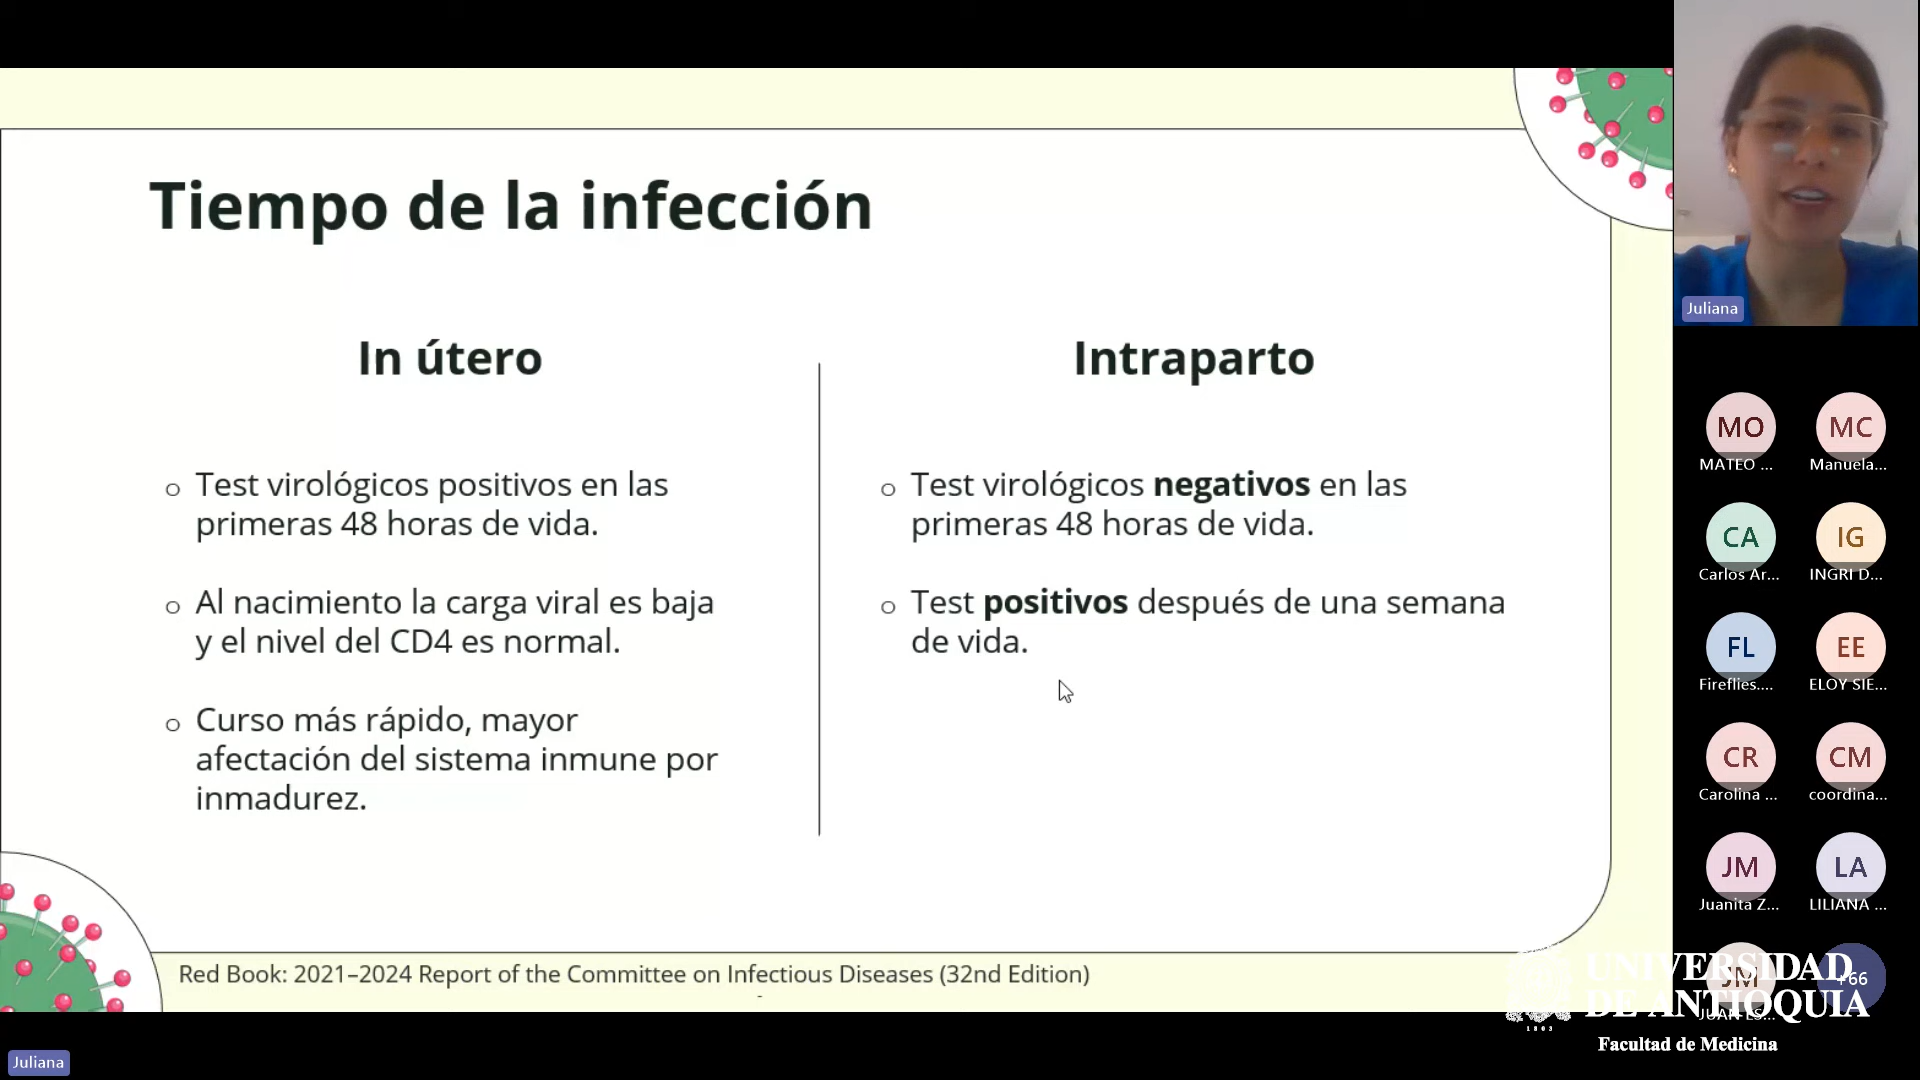 Tiempo de la infección
In útero
o Test virológicos positivos en las
primeras 48 horas de vida.
o Al nacimiento la carga viral es baja
y el nivel del CD4 es normal.
o Curso más rápido, mayor
afectación del sistema inmune por
inmadurez.
Intraparto
o Test virológicos negativos en las
primeras 48 horas de vida.
o Test positivos después de una semana
de vida.
Red Book: 2021–2024 Report of the Committee on Infectious Diseases (32nd Edition)
-
Juliana
Juliana
MO MC
MATEO ... Manuela...
CA IG
Carlos Ar... INGRI D...
FL EE
Fireflies.... ELOY SIE...
CR CM
Carolina ... coordina...
JM LA
Juanita Z... LILIANA ...
JM +66
JUAN ES...
UNIVERSIDAD
DE ANTIOQUIA
1803
Facultad de Medicina